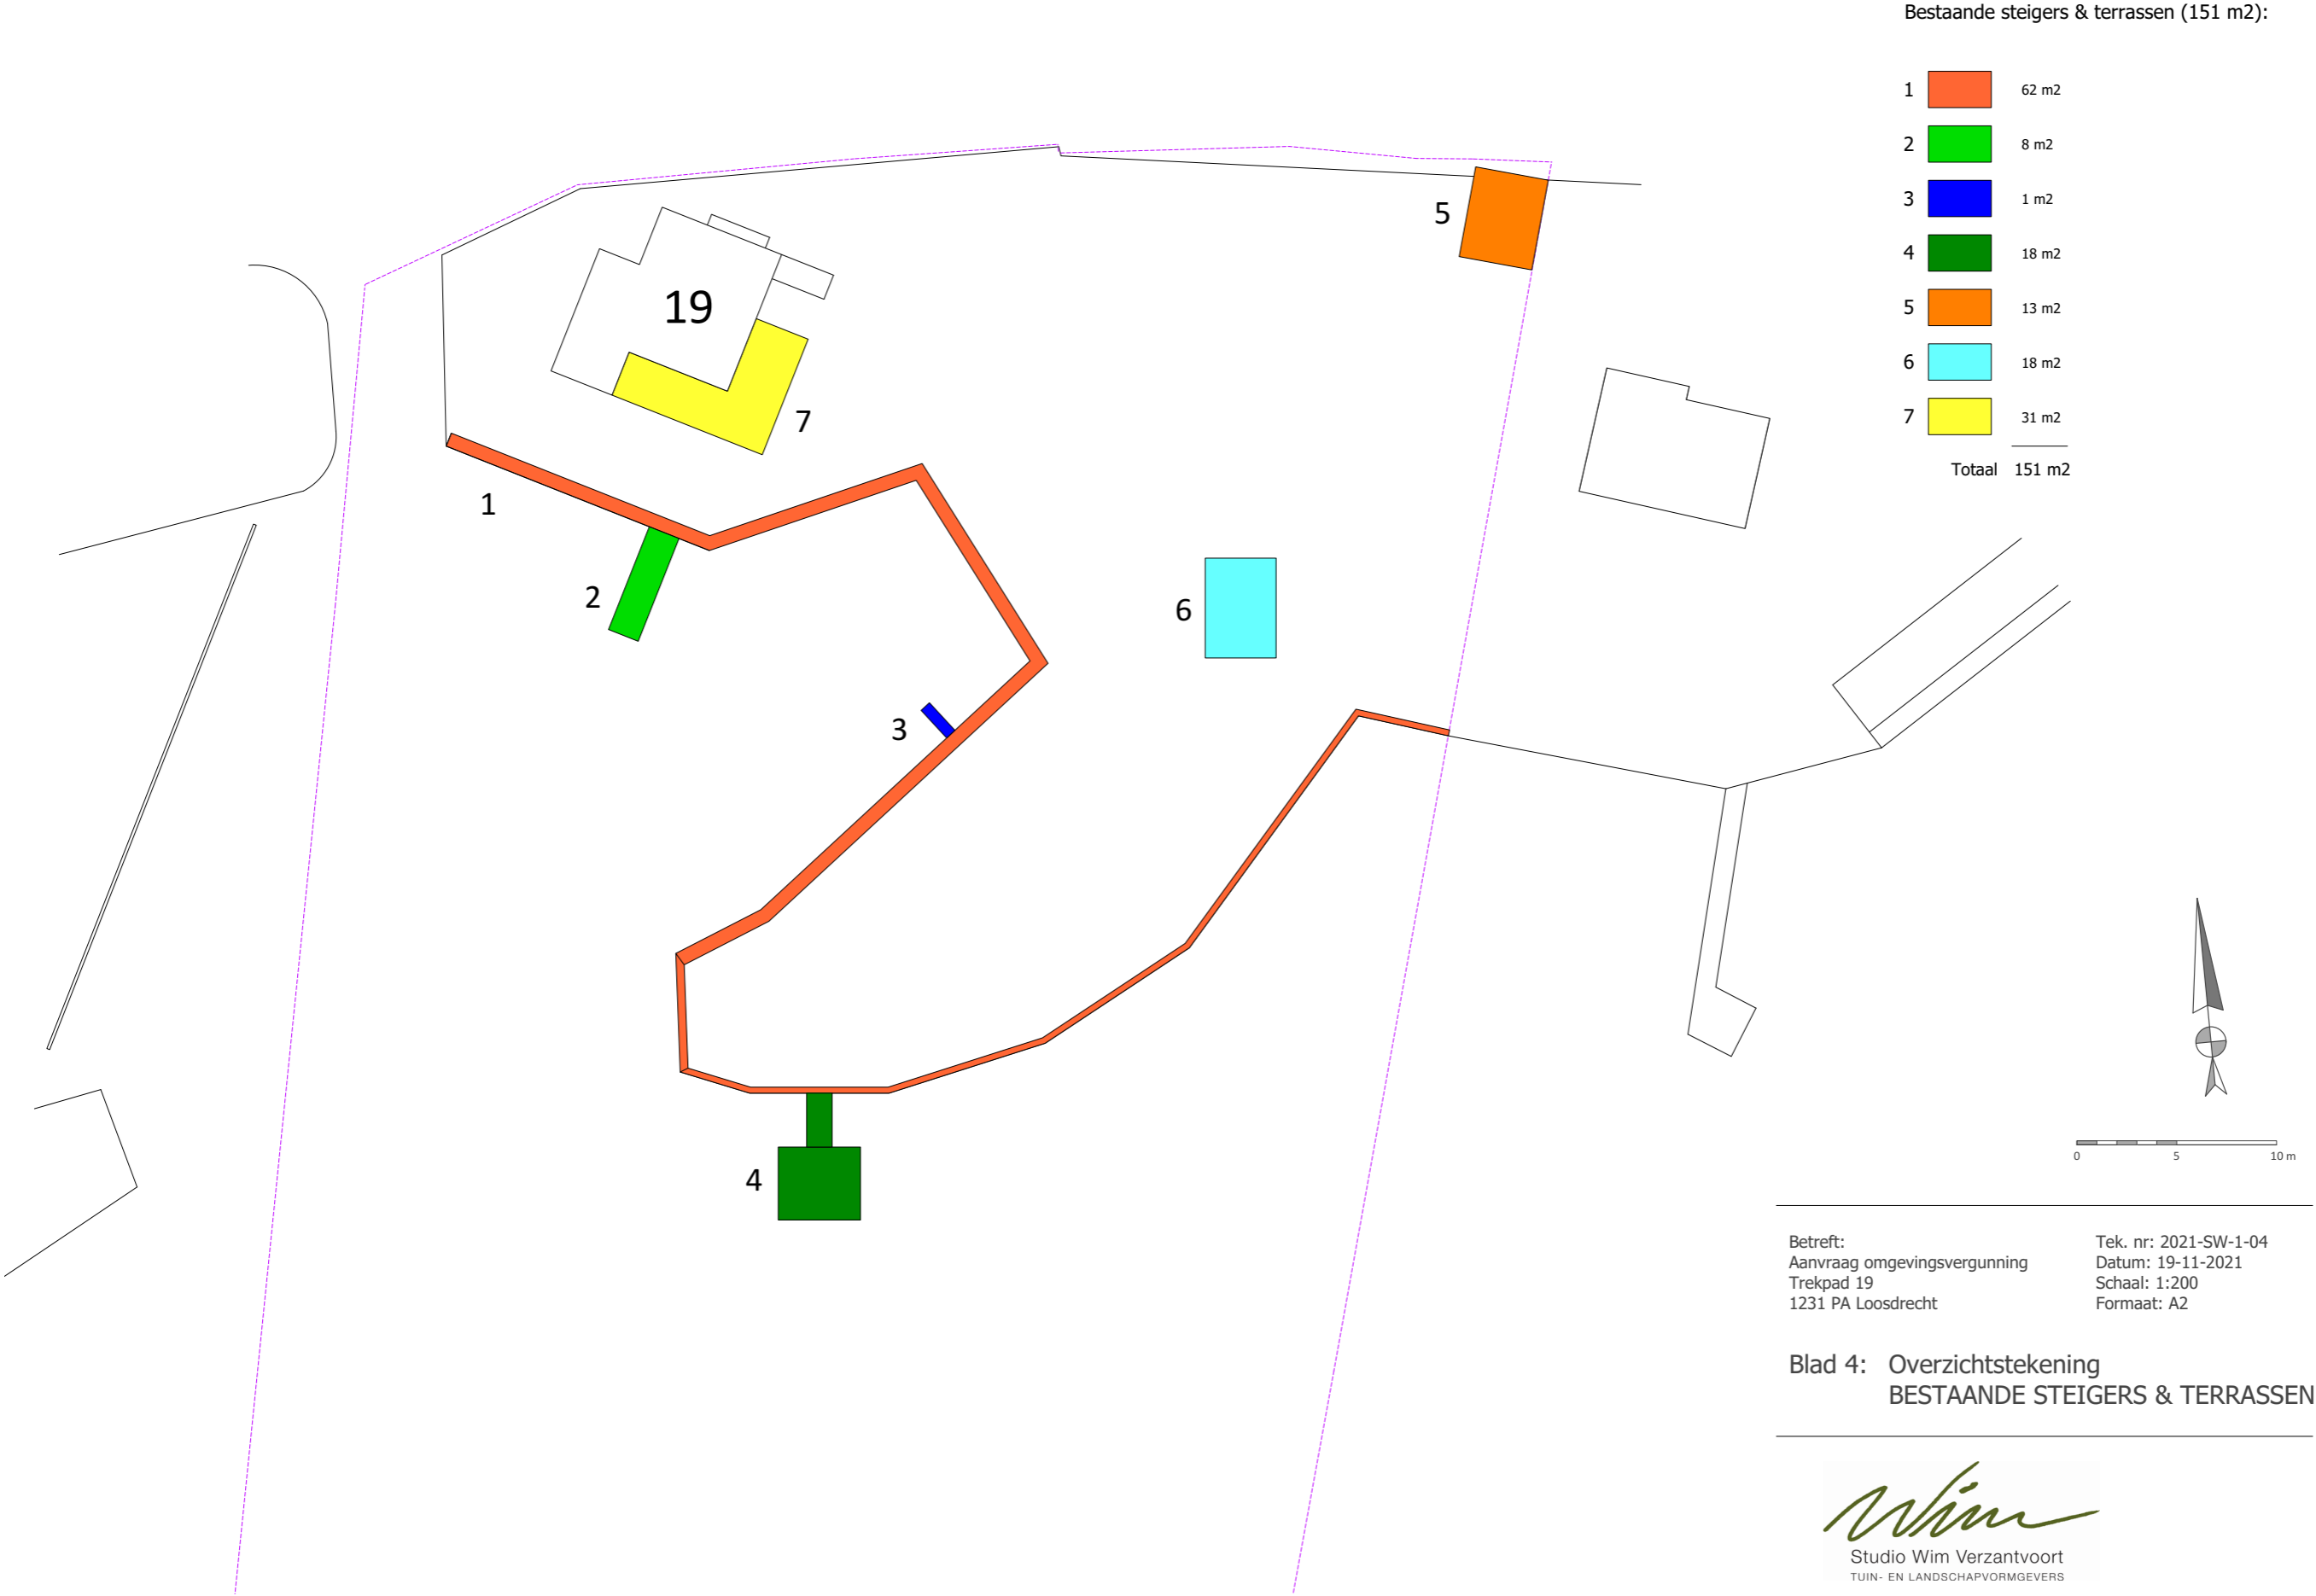 Bestaande steigers & terrassen (151 m2):
1 62 m2
2 8 m2
3 1 m2
4 18 m2
5 13 m2
6 18 m2
7 31 m2
Totaal 151 m2
5
19
7
1
2
6
3
4
0 5 10 m
Betreft:
Aanvraag omgevingsvergunning
Trekpad 19
1231 PA Loosdrecht
Tek. nr: 2021-SW-1-04
Datum: 19-11-2021
Schaal: 1:200
Formaat: A2
Blad 4: Overzichtstekening
BESTAANDE STEIGERS & TERRASSEN
Wim
Studio Wim Verzantvoort
TUIN- EN LANDSCHAPVORMGEVERS